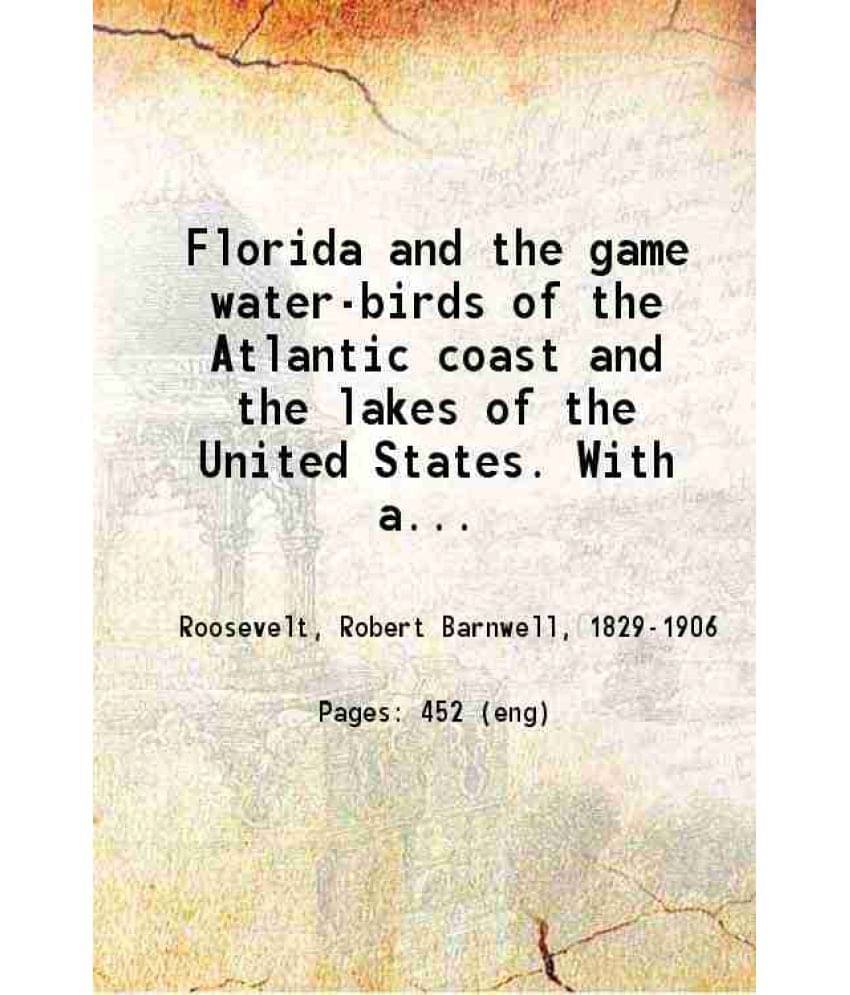 Florida and the game
water-birds of the
Atlantic coast and
the lakes of the
United States. With
a...
Roosevelt, Robert Barnwell, 1829-1906
Pages: 452 (eng)